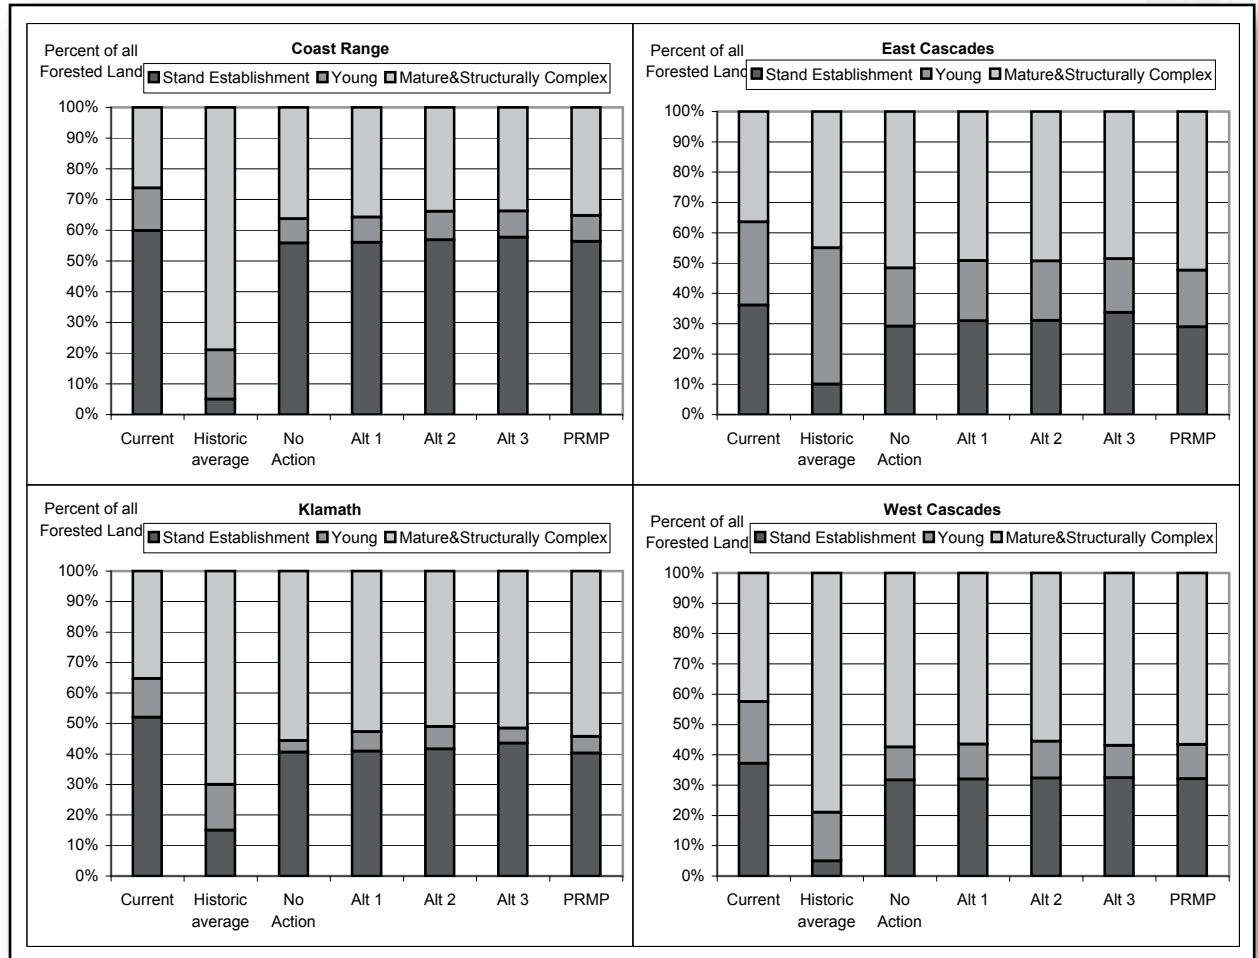 Percent of all
Forested Land
Coast Range
Stand Establishment Young Mature&Structurally Complex
100%
90%
80%
70%
60%
50%
40%
30%
20%
10%
0%
Current Historic No Alt 1 Alt 2 Alt 3 PRMP
average Action
Percent of all
Forested Land
East Cascades
Stand Establishment Young Mature&Structurally Complex
100%
90%
80%
70%
60%
50%
40%
30%
20%
10%
0%
Current Historic No Alt 1 Alt 2 Alt 3 PRMP
average Action
Percent of all
Forested Land
Klamath
Stand Establishment Young Mature&Structurally Complex
100%
90%
80%
70%
60%
50%
40%
30%
20%
10%
0%
Current Historic No Alt 1 Alt 2 Alt 3 PRMP
average Action
Percent of all
Forested Land
West Cascades
Stand Establishment Young Mature&Structurally Complex
100%
90%
80%
70%
60%
50%
40%
30%
20%
10%
0%
Current Historic No Alt 1 Alt 2 Alt 3 PRMP
average Action